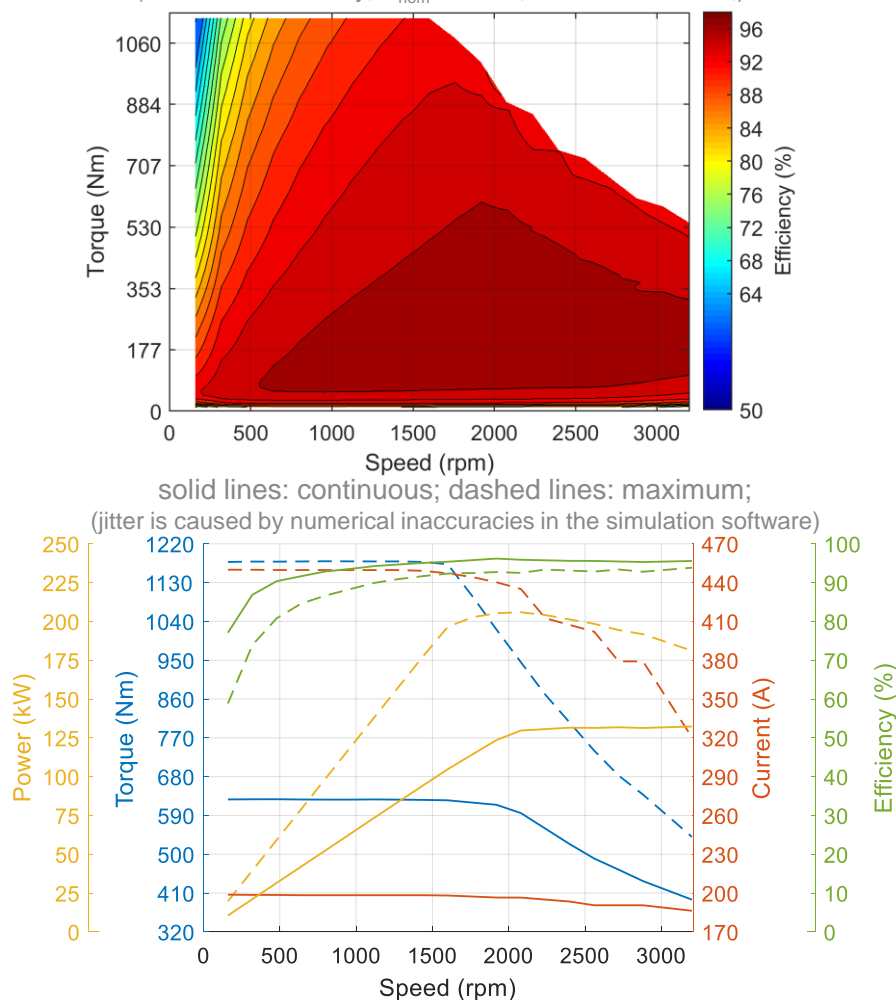 nom
1060
884
707
530
353
177
0
Torque (Nm)
0 500 1000 1500 2000 2500 3000
Speed (rpm)
96
92
88
84
80
76
72
68
64
50
Efficiency (%)
solid lines: continuous; dashed lines: maximum;
(jitter is caused by numerical inaccuracies in the simulation software)
250 1220 470 100
225 1130 440 90
200 1040 410 80
175 950 380 70
150 860 350 60
125 770 320 50
100 680 290 40
75 590 260 30
50 500 230 20
25 410 200 10
0 320 170 0
Power (kW)
Torque (Nm)
Current (A)
Efficiency (%)
0 500 1000 1500 2000 2500 3000
Speed (rpm)